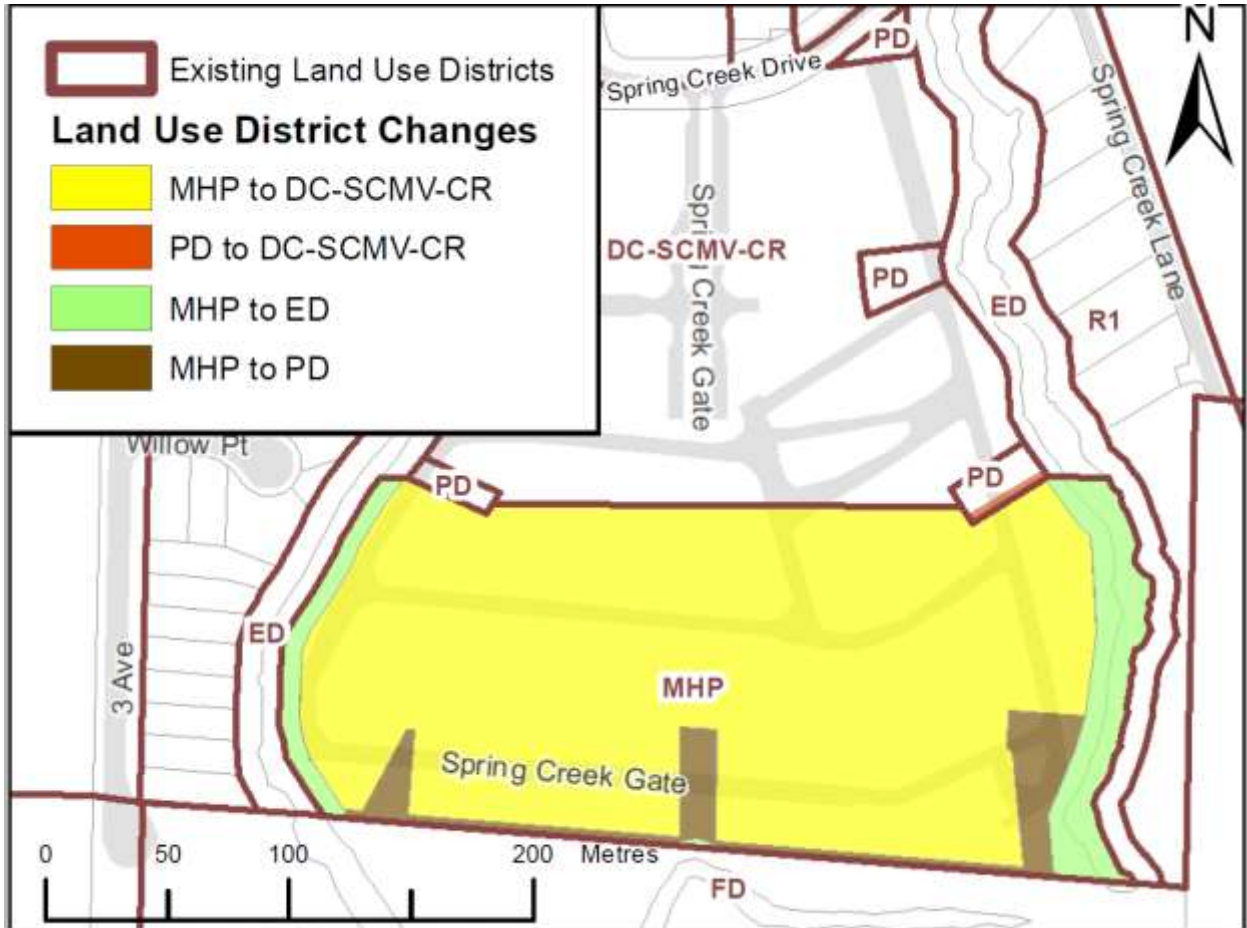 Existing Land Use Districts
Land Use District Changes
MHP to DC-SCMV-CR
PD to DC-SCMV-CR
MHP to ED
MHP to PD
N
PD
Spring Creek Drive
Spring Creek Lane
Spring Creek Gate
DC-SCMV-CR
PD
ED
R1
Willow Pt
PD
PD
ED
3 Ave
MHP
Spring Creek Gate
0 50 100 200 Metres
FD